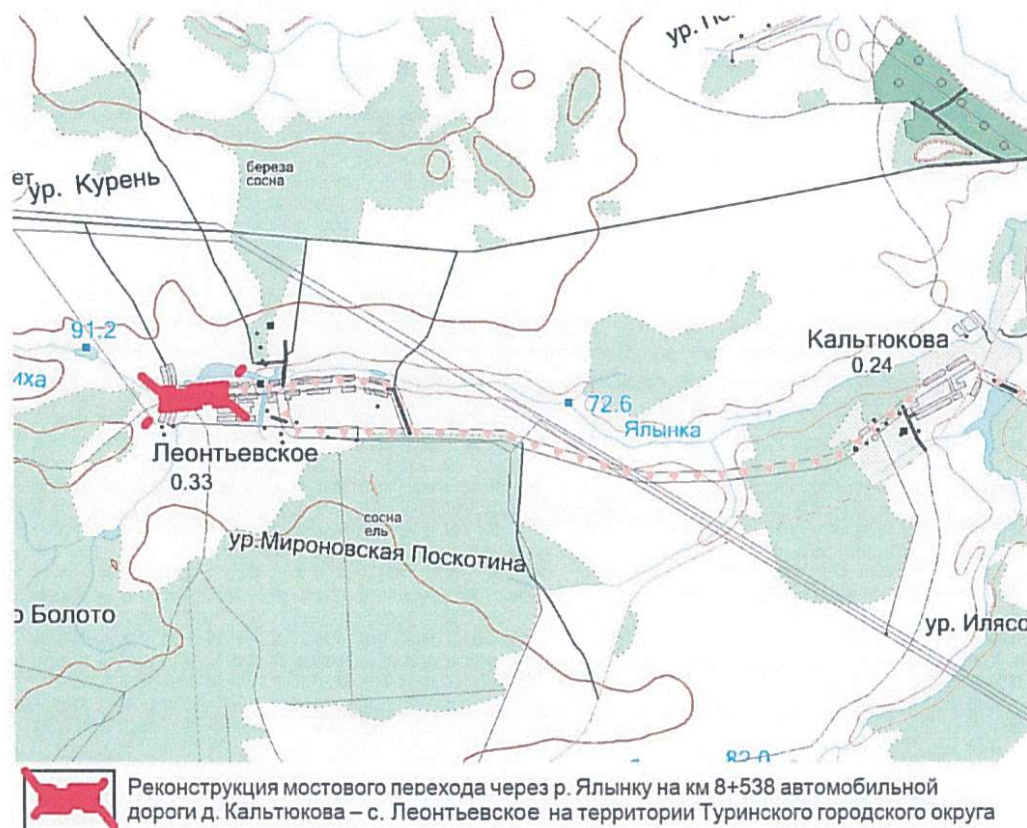 береза
сосна
ур. Курень
91.2
Кальтюкова
0.24
72.6
Ялынка
Леонтьевское
0.33
сосна
ель
ур.Мироновская Поскотина
Болото
Реконструкция мостового перехода через р. Ялынку на км 8+538 автомобильной
дороги д. Кальтюкова – с. Леонтьевское на территории Туринского городского округа